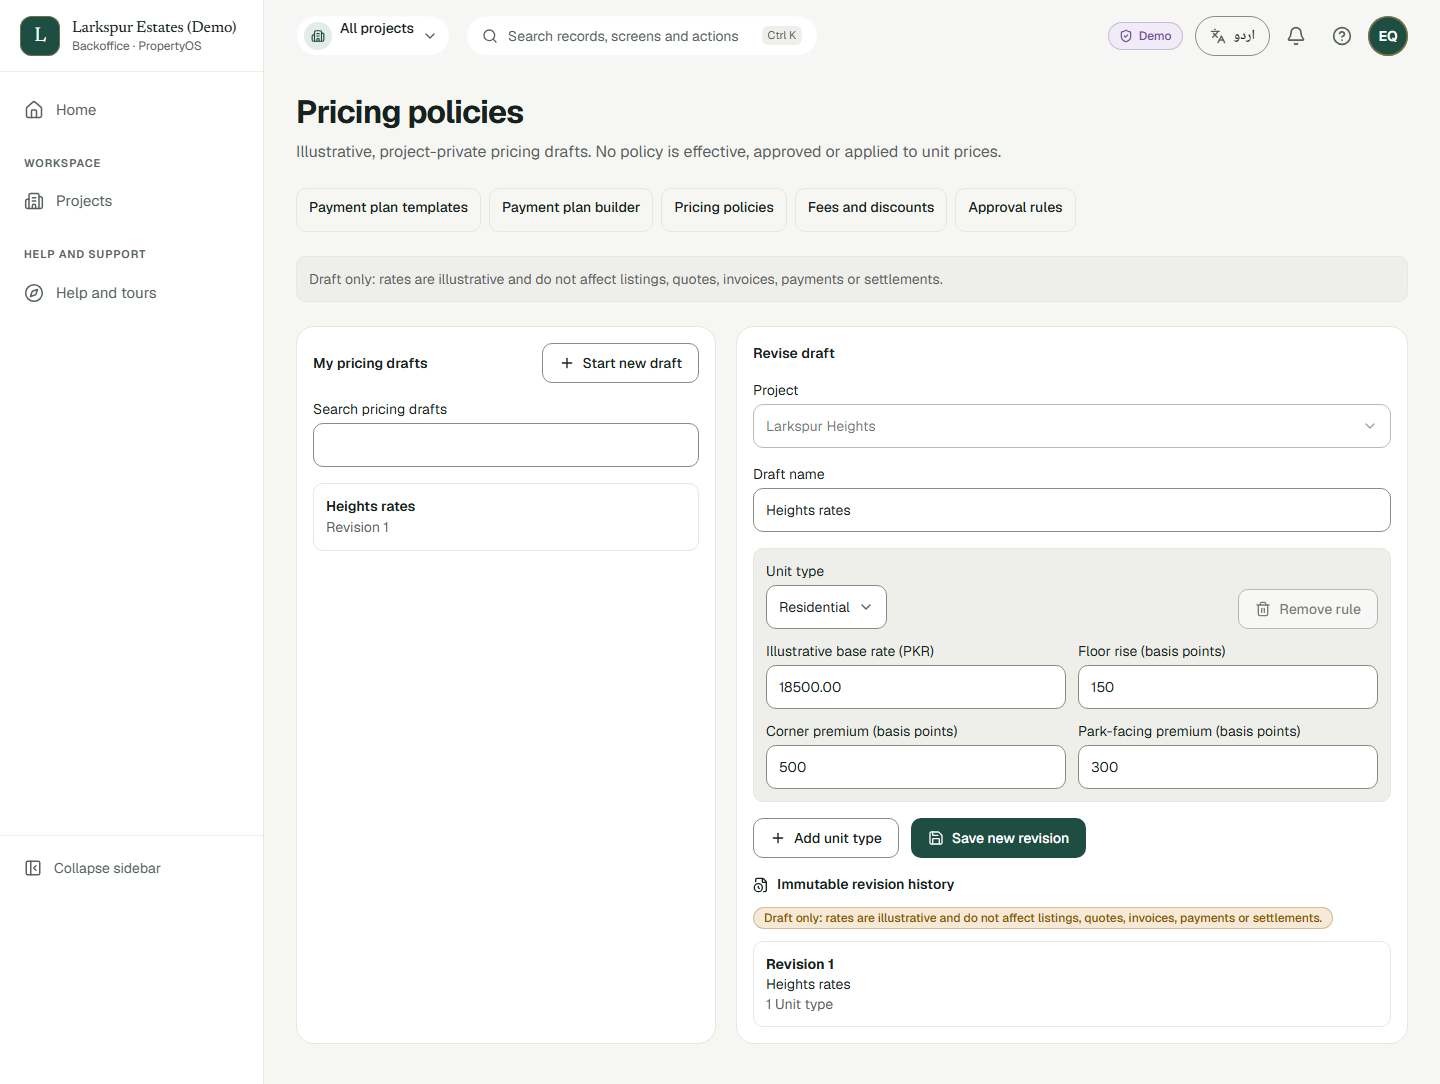 L
Larkspur Estates (Demo)
Backoffice · PropertyOS
All projects
Search records, screens and actions
Ctrl K
Demo
اردو
EQ
Home
WORKSPACE
Projects
HELP AND SUPPORT
Help and tours
Collapse sidebar
Pricing policies
Illustrative, project-private pricing drafts. No policy is effective, approved or applied to unit prices.
Payment plan templates
Payment plan builder
Pricing policies
Fees and discounts
Approval rules
Draft only: rates are illustrative and do not affect listings, quotes, invoices, payments or settlements.
My pricing drafts
Start new draft
Search pricing drafts
Heights rates
Revision 1
Revise draft
Project
Larkspur Heights
Draft name
Heights rates
Unit type
Residential
Remove rule
Illustrative base rate (PKR)
Floor rise (basis points)
18500.00
150
Corner premium (basis points)
Park-facing premium (basis points)
500
300
Add unit type
Save new revision
Immutable revision history
Draft only: rates are illustrative and do not affect listings, quotes, invoices, payments or settlements.
Revision 1
Heights rates
1 Unit type